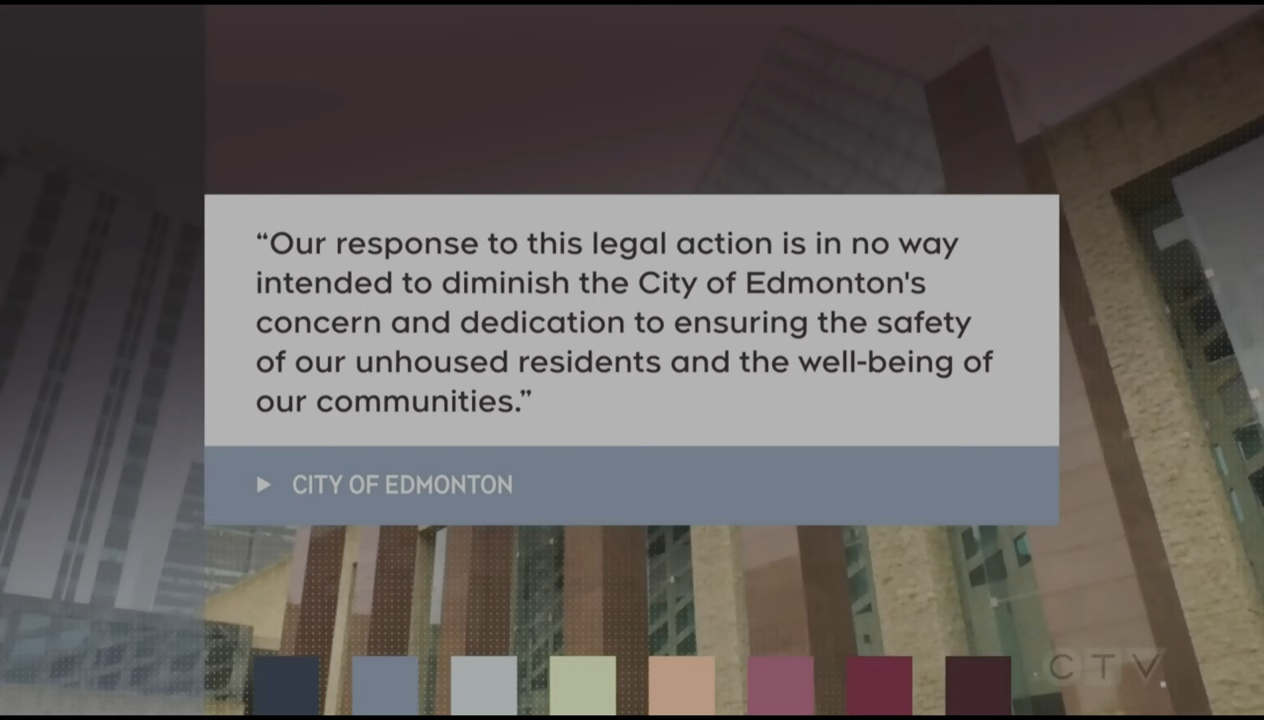 “Our response to this legal action is in no way
intended to diminish the City of Edmonton's
concern and dedication to ensuring the safety
of our unhoused residents and the well-being of
our communities.”
CITY OF EDMONTON
CTV